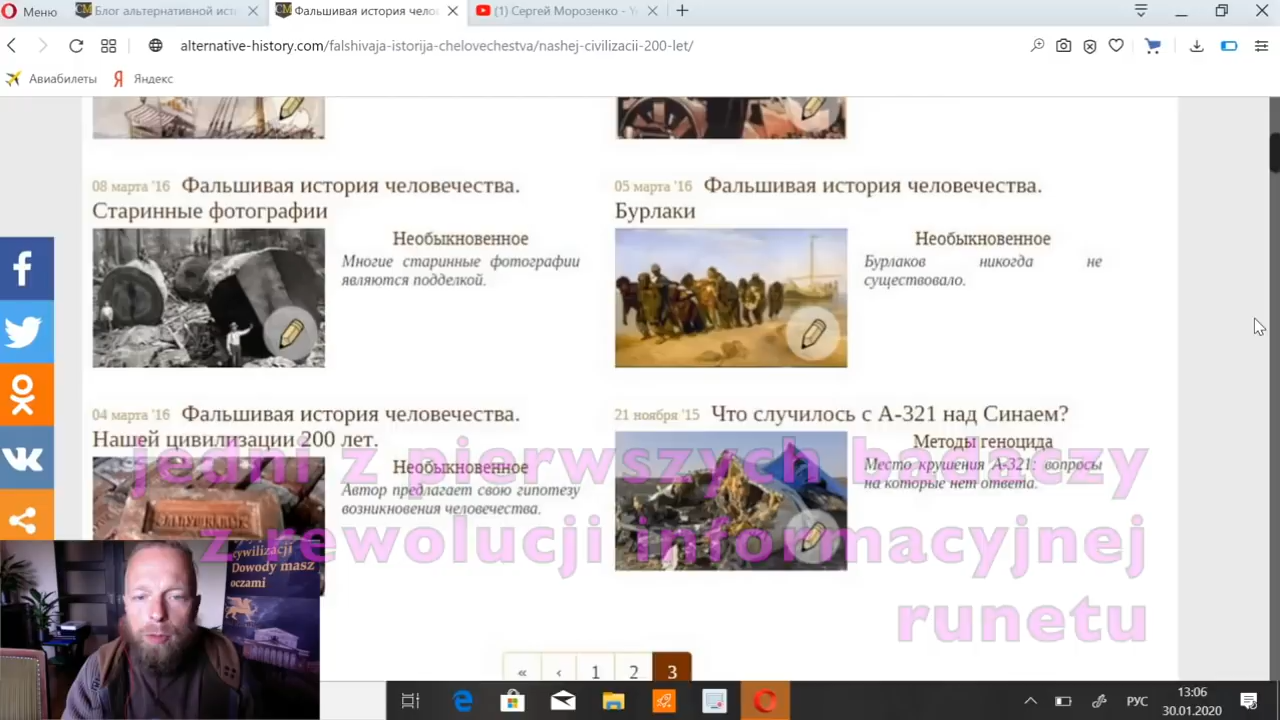 Меню
Блог альтернативной ист
Фальшивая история чело
(1) Сергей Морозенко - Yo
alternative-history.com/falshivaja-istorija-chelovechestva/nashej-civilizacii-200-let/
Авиабилеты
Яндекс
08 марта '16 Фальшивая история человечества.
Старинные фотографии
Необыкновенное
Многие старинные фотографии
являются подделкой.
05 марта '16 Фальшивая история человечества.
Бурлаки
Необыкновенное
Бурлаков никогда не
существовало.
04 марта '16 Фальшивая история человечества.
Нашей цивилизации 200 лет.
Необыкновенное
Автор предлагает свою гипотезу
возникновения человечества.
21 ноября '15 Что случилось с А-321 над Синаем?
Методы геноцида
Место крушения А-321: вопросы
на которые нет ответа.
jedni z pierwszych badaczy
z rewolucji informacyjnej
runetu
cywilizacji
Dowody masz
oczami
« ‹ 1 2 3
РУС
13:06
30.01.2020